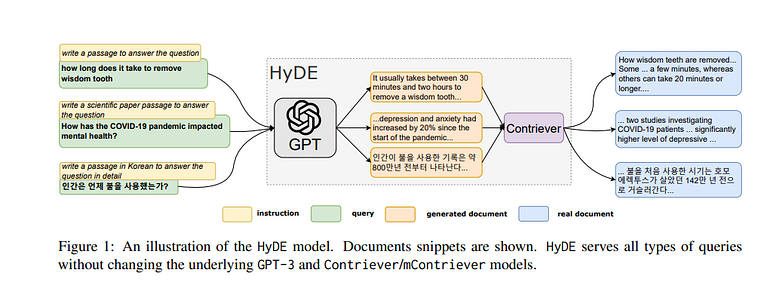 write a passage to answer the question
how long does it take to remove
wisdom tooth
write a scientific paper passage to answer
the question
How has the COVID-19 pandemic impacted
mental health?
write a passage in Korean to answer the
question in detail
인간은 언제 불을 사용했는가?
HyDE
GPT
It usually takes between 30
minutes and two hours to
remove a wisdom tooth...
...depression and anxiety had
increased by 20% since the
start of the pandemic...
인간이 불을 사용한 기록은 약
800만년 전부터 나타난다...
Contriever
How wisdom teeth are removed...
Some ... a few minutes, whereas
others can take 20 minutes or
longer....
... two studies investigating
COVID-19 patients ... significantly
higher level of depressive ...
... 불을 처음 사용한 시기는 호모
에렉투스가 살았던 142만 년 전으
로 거슬러간다...
instruction
query
generated document
real document
Figure 1: An illustration of the HyDE model. Documents snippets are shown. HyDE serves all types of queries
without changing the underlying GPT-3 and Contriever/mContriever models.